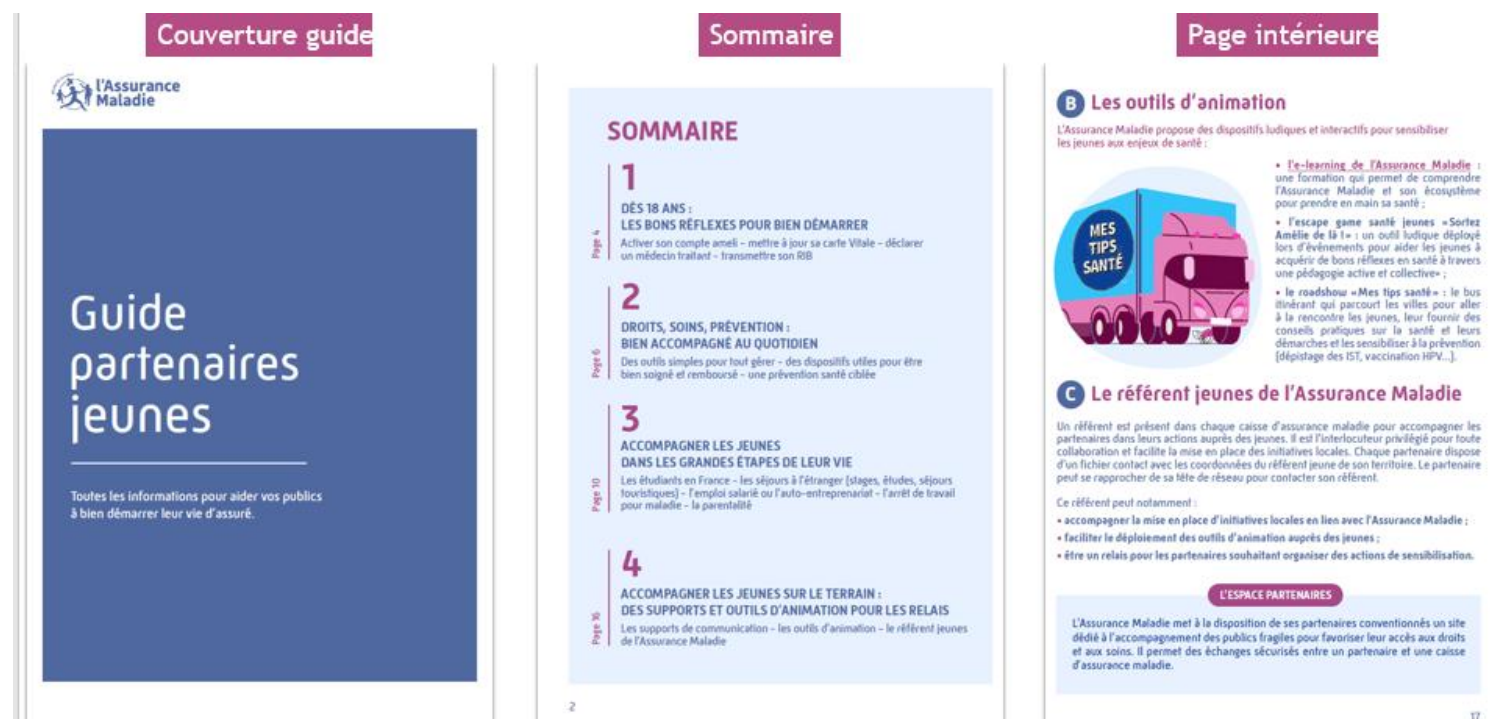 Couverture guide
l'Assurance
Maladie
Guide
partenaires
jeunes
Toutes les informations pour aider vos publics
à bien démarrer leur vie d'assuré.
Sommaire
SOMMAIRE
1
DÈS 18 ANS :
LES BONS RÉFLEXES POUR BIEN DÉMARRER
Activer son compte ameli – mettre à jour sa carte Vitale – déclarer
un médecin traitant – transmettre son RIB
Page 4
2
DROITS, SOINS, PRÉVENTION :
BIEN ACCOMPAGNÉ AU QUOTIDIEN
Des outils simples pour tout gérer – des dispositifs utiles pour être
bien soigné et remboursé – une prévention santé ciblée
Page 6
3
ACCOMPAGNER LES JEUNES
DANS LES GRANDES ÉTAPES DE LEUR VIE
Les étudiants en France – les séjours à l'étranger (stages, études, séjours
touristiques) – l'emploi salarié ou l'auto-entreprenariat – l'arrêt de travail
pour maladie – la parentalité
Page 10
4
ACCOMPAGNER LES JEUNES SUR LE TERRAIN :
DES SUPPORTS ET OUTILS D'ANIMATION POUR LES RELAIS
Les supports de communication – les outils d'animation – le référent jeunes
de l'Assurance Maladie
Page 16
2
Page intérieure
B Les outils d'animation
L'Assurance Maladie propose des dispositifs ludiques et interactifs pour sensibiliser
les jeunes aux enjeux de santé :
MES
TIPS
SANTÉ
• l'e-learning de l'Assurance Maladie :
une formation qui permet de comprendre
l'Assurance Maladie et son écosystème
pour prendre en main sa santé ;
• l'escape game santé jeunes «Sortez
Amélie de là !» : un outil ludique déployé
lors d'événements pour aider les jeunes à
acquérir de bons réflexes en santé à travers
une pédagogie active et collective» ;
• le roadshow «Mes tips santé» : le bus
itinérant qui parcourt les villes pour aller
à la rencontre les jeunes, leur fournir des
conseils pratiques sur la santé et leurs
démarches et les sensibiliser à la prévention
(dépistage des IST, vaccination HPV...).
C Le référent jeunes de l'Assurance Maladie
Un référent est présent dans chaque caisse d'assurance maladie pour accompagner les
partenaires dans leurs actions auprès des jeunes. Il est l'interlocuteur privilégié pour toute
collaboration et facilite la mise en place des initiatives locales. Chaque partenaire dispose
d'un fichier contact avec les coordonnées du référent jeune de son territoire. Le partenaire
peut se rapprocher de sa tête de réseau pour contacter son référent.
Ce référent peut notamment :
• accompagner la mise en place d'initiatives locales en lien avec l'Assurance Maladie ;
• faciliter le déploiement des outils d'animation auprès des jeunes ;
• être un relais pour les partenaires souhaitant organiser des actions de sensibilisation.
L'ESPACE PARTENAIRES
L'Assurance Maladie met à la disposition de ses partenaires conventionnés un site
dédié à l'accompagnement des publics fragiles pour favoriser leur accès aux droits
et aux soins. Il permet des échanges sécurisés entre un partenaire et une caisse
d'assurance maladie.
17